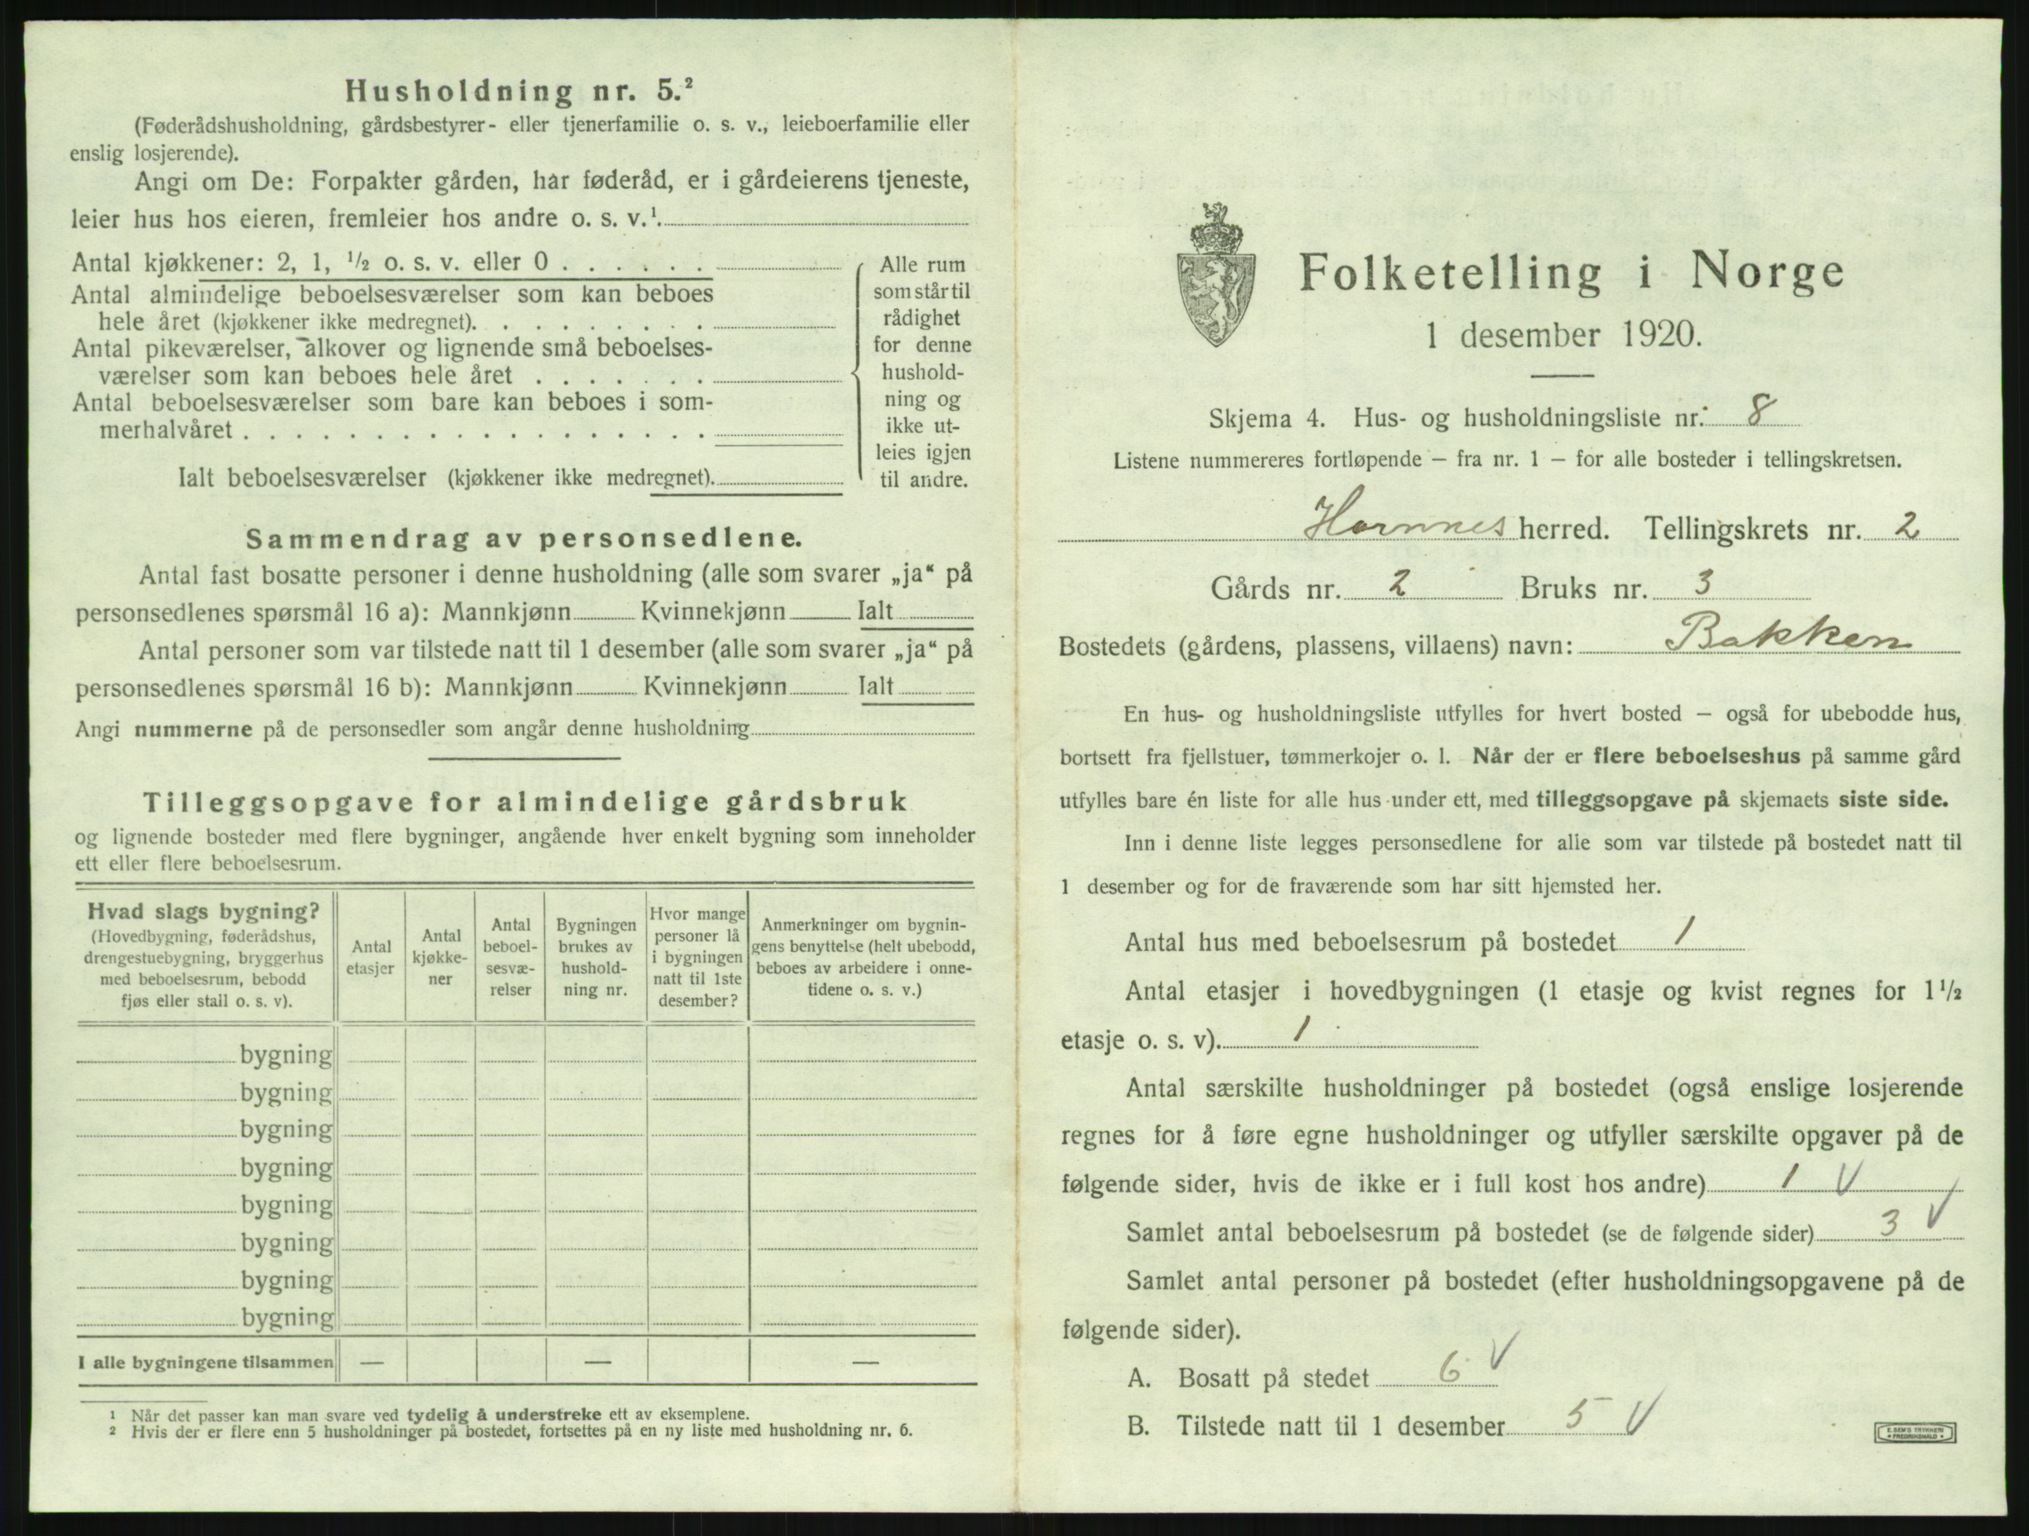 Husholdning nr. 5.²
(Føderådshusholdning, gårdsbestyrer- eller tjenerfamilie o. s. v., leieboerfamilie eller
enslig losjerende).
Angi om De: Forpakter gården, har føderåd, er i gårdeierens tjeneste,
leier hus hos eieren, fremleier hos andre o. s. v.¹.
Antal kjøkkener: 2, 1, ½ o. s. v. eller 0 . . . . . .
Antal almindelige beboelsesværelser som kan beboes
hele året (kjøkkener ikke medregnet). . . . . . . . .
Antal pikeværelser, alkover og lignende små beboelses-
værelser som kan beboes hele året . . . . . . .
Antal beboelsesværelser som bare kan beboes i som-
merhalvåret . . . . . . . . . . . . . . . . . .
Ialt beboelsesværelser (kjøkkener ikke medregnet).
Alle rum
som står til
rådighet
for denne
hushold-
ning og
ikke ut-
leies igjen
til andre.
Sammendrag av personsedlene.
Antal fast bosatte personer i denne husholdning (alle som svarer „ja“ på
personsedlenes spørsmål 16 a): Mannkjønn Kvinnekjønn Ialt
Antal personer som var tilstede natt til 1 desember (alle som svarer „ja“ på
personsedlenes spørsmål 16 b): Mannkjønn Kvinnekjønn Ialt
Angi nummerne på de personsedler som angår denne husholdning
Tilleggsopgave for almindelige gårdsbruk
og lignende bosteder med flere bygninger, angående hver enkelt bygning som inneholder
ett eller flere beboelsesrum.
Hvad slags bygning?
(Hovedbygning, føderådshus,
drengestuebygning, bryggerhus
med beboelsesrum, bebodd
fjøs eller stall o. s. v).
Antal
etasjer
Antal
kjøkke-
ner
Antal
beboel-
sesvæ-
relser
Bygningen
brukes av
hushold-
ning nr.
Hvor mange
personer lå
i bygningen
natt til 1ste
desember?
Anmerkninger om bygnin-
gens benyttelse (helt ubebodd,
beboes av arbeidere i onne-
tidene o. s. v.)
bygning
bygning
bygning
bygning
bygning
bygning
bygning
bygning
I alle bygningene tilsammen — — —
¹ Når det passer kan man svare ved tydelig å understreke ett av eksemplene.
² Hvis der er flere enn 5 husholdninger på bostedet, fortsettes på en ny liste med husholdning nr. 6.
Folketelling i Norge
1 desember 1920.
Skjema 4. Hus- og husholdningsliste nr. 8
Listene nummereres fortløpende — fra nr. 1 — for alle bosteder i tellingskretsen.
Hornnes herred. Tellingskrets nr. 2
Gårds nr. 2 Bruks nr. 3
Bostedets (gårdens, plassens, villaens) navn: Bakken
En hus- og husholdningsliste utfylles for hvert bosted — også for ubebodde hus,
bortsett fra fjellstuer, tømmerkojer o. l. Når der er flere beboelseshus på samme gård
utfylles bare én liste for alle hus under ett, med tilleggsopgave på skjemaets siste side.
Inn i denne liste legges personsedlene for alle som var tilstede på bostedet natt til
1 desember og for de fraværende som har sitt hjemsted her.
Antal hus med beboelsesrum på bostedet 1
Antal etasjer i hovedbygningen (1 etasje og kvist regnes for 1½
etasje o. s. v). 1
Antal særskilte husholdninger på bostedet (også enslige losjerende
regnes for å føre egne husholdninger og utfyller særskilte opgaver på de
følgende sider, hvis de ikke er i full kost hos andre) 1 V
Samlet antal beboelsesrum på bostedet (se de følgende sider) 3 V
Samlet antal personer på bostedet (efter husholdningsopgavene på de
følgende sider).
A. Bosatt på stedet 6 V
B. Tilstede natt til 1 desember 5 V
E. SEM'S TRYKKERI
FREDRIKSHALD